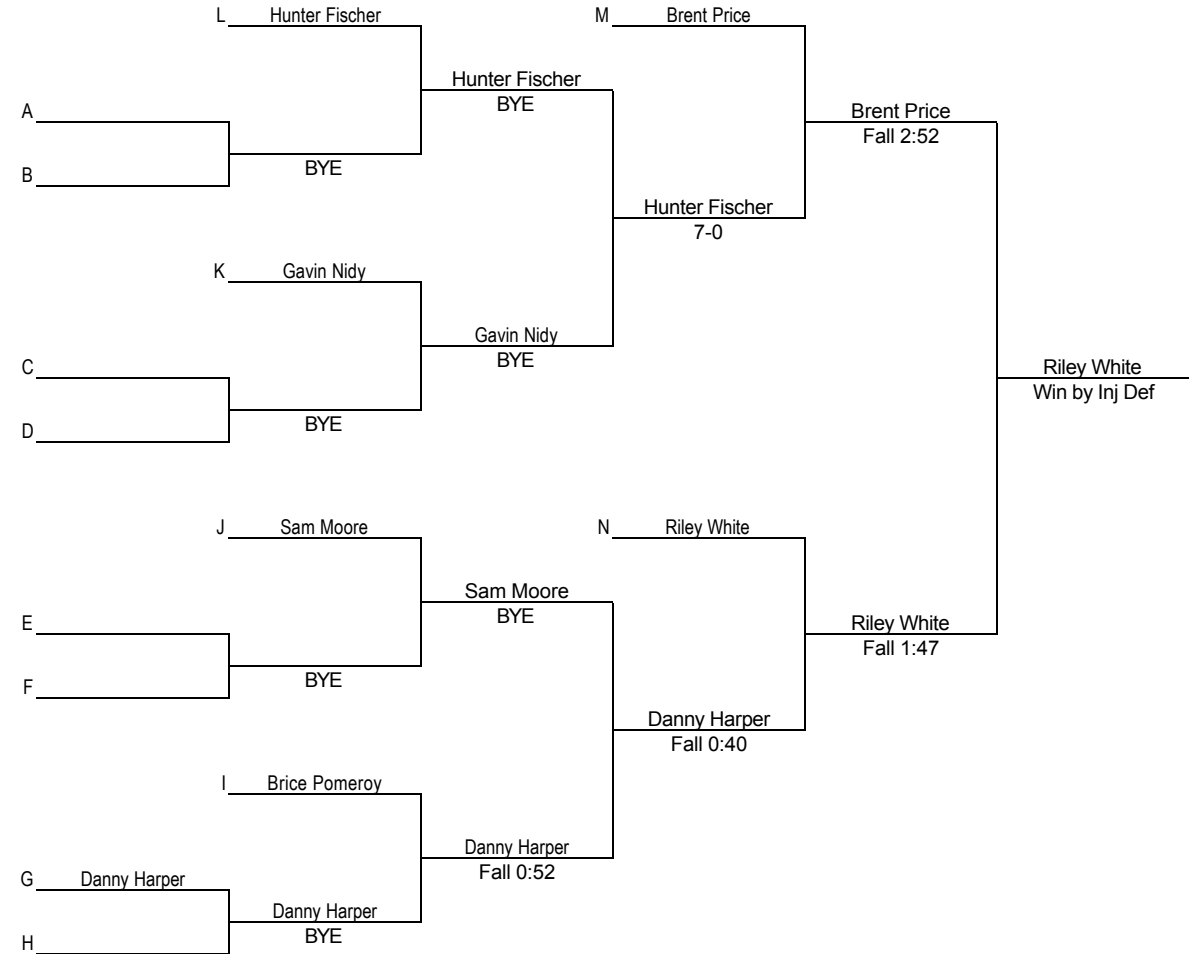 L Hunter Fischer
M Brent Price
Hunter Fischer
BYE
A
Brent Price
Fall 2:52
BYE
B
Hunter Fischer
7-0
K Gavin Nidy
Gavin Nidy
BYE
C
Riley White
Win by Inj Def
BYE
D
J Sam Moore
N Riley White
Sam Moore
BYE
E
Riley White
Fall 1:47
BYE
F
Danny Harper
Fall 0:40
I Brice Pomeroy
Danny Harper
Fall 0:52
G Danny Harper
Danny Harper
BYE
H